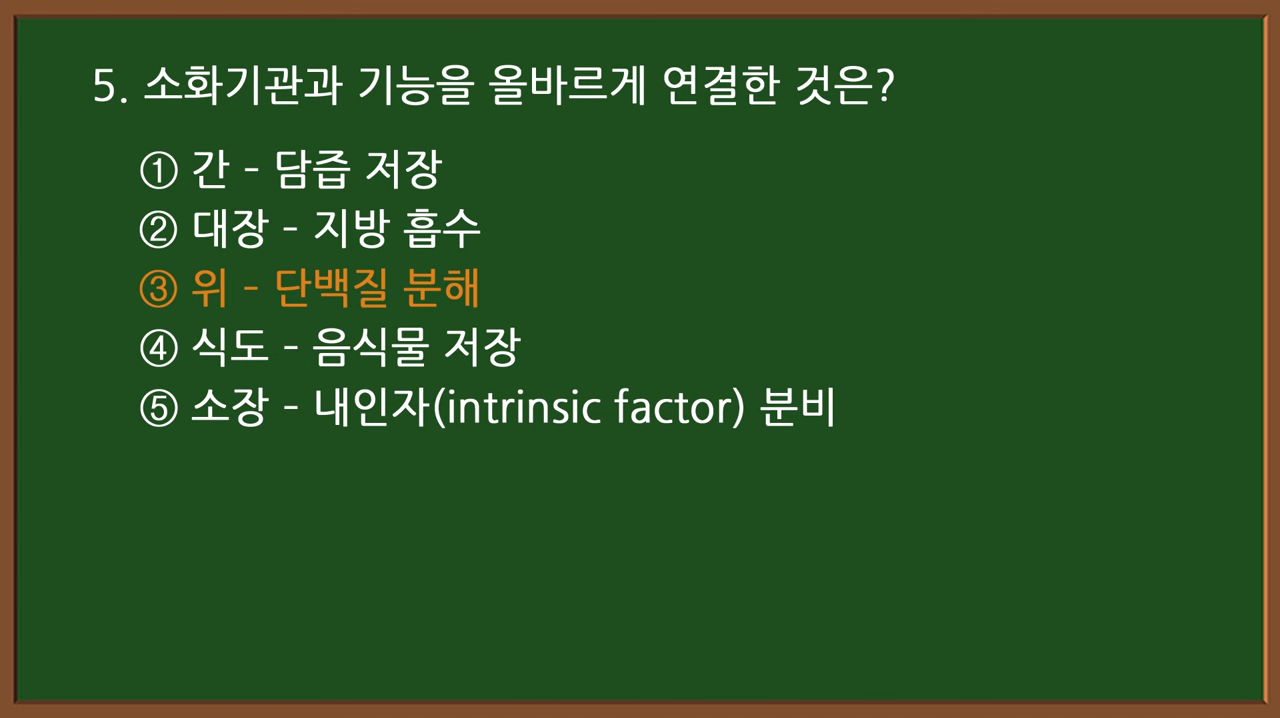 5. 소화기관과 기능을 올바르게 연결한 것은?
① 간 - 담즙 저장
② 대장 - 지방 흡수
③ 위 - 단백질 분해
④ 식도 - 음식물 저장
⑤ 소장 - 내인자(intrinsic factor) 분비